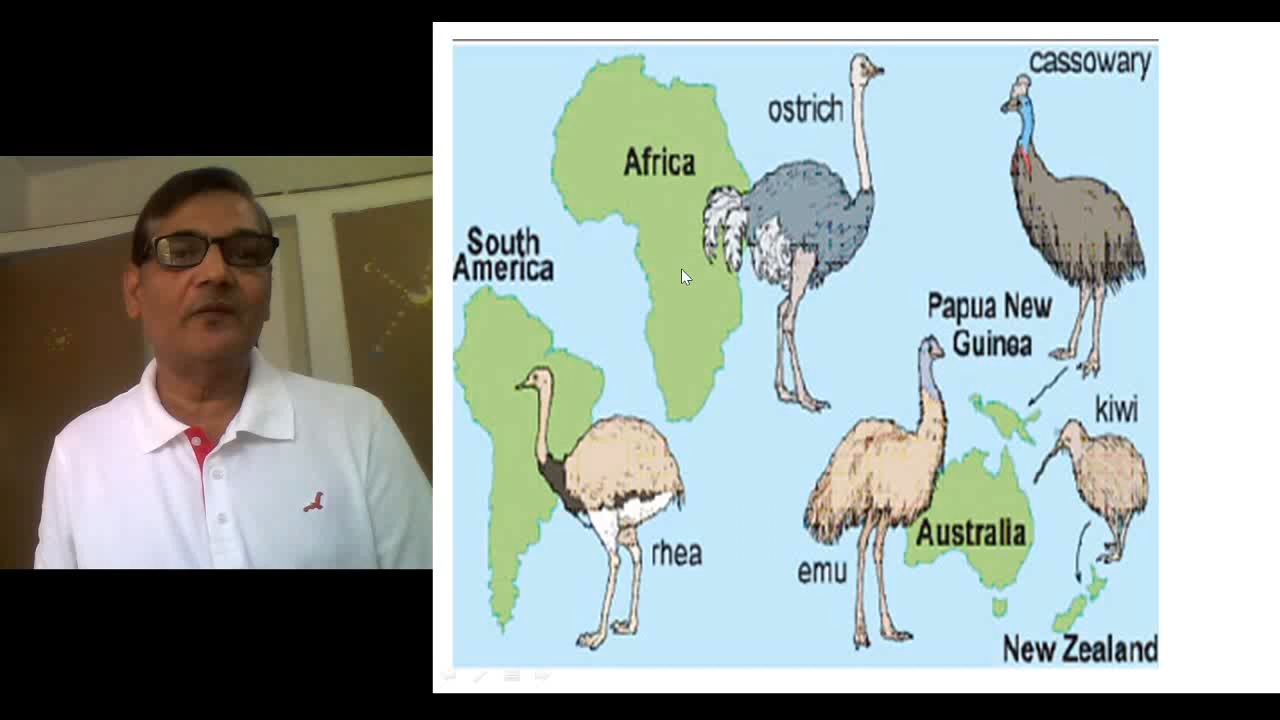 cassowary
ostrich
Africa
South
America
Papua New
Guinea
kiwi
rhea
emu
Australia
New Zealand